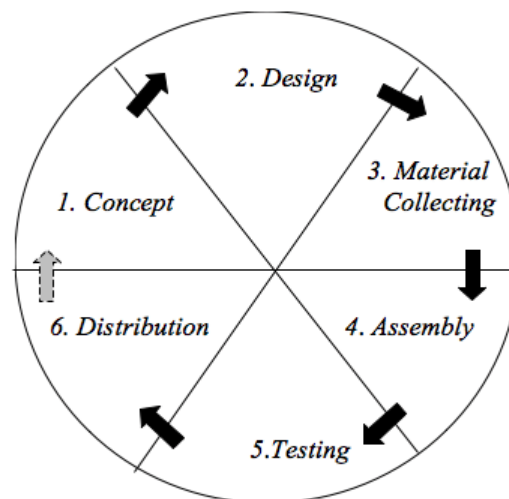 1. Concept
2. Design
3. Material
Collecting
4. Assembly
5.Testing
6. Distribution